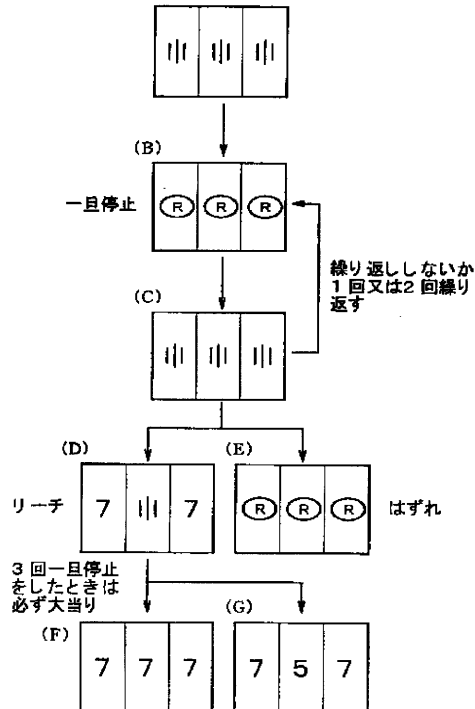 (B)
一旦停止
R R R
繰り返ししないか
1回又は2回繰り
返す
(C)
(D)
(E)
リーチ
7 7
R R R
はずれ
3回一旦停止
をしたときは
必ず大当り
(F)
(G)
7 7 7
7 5 7